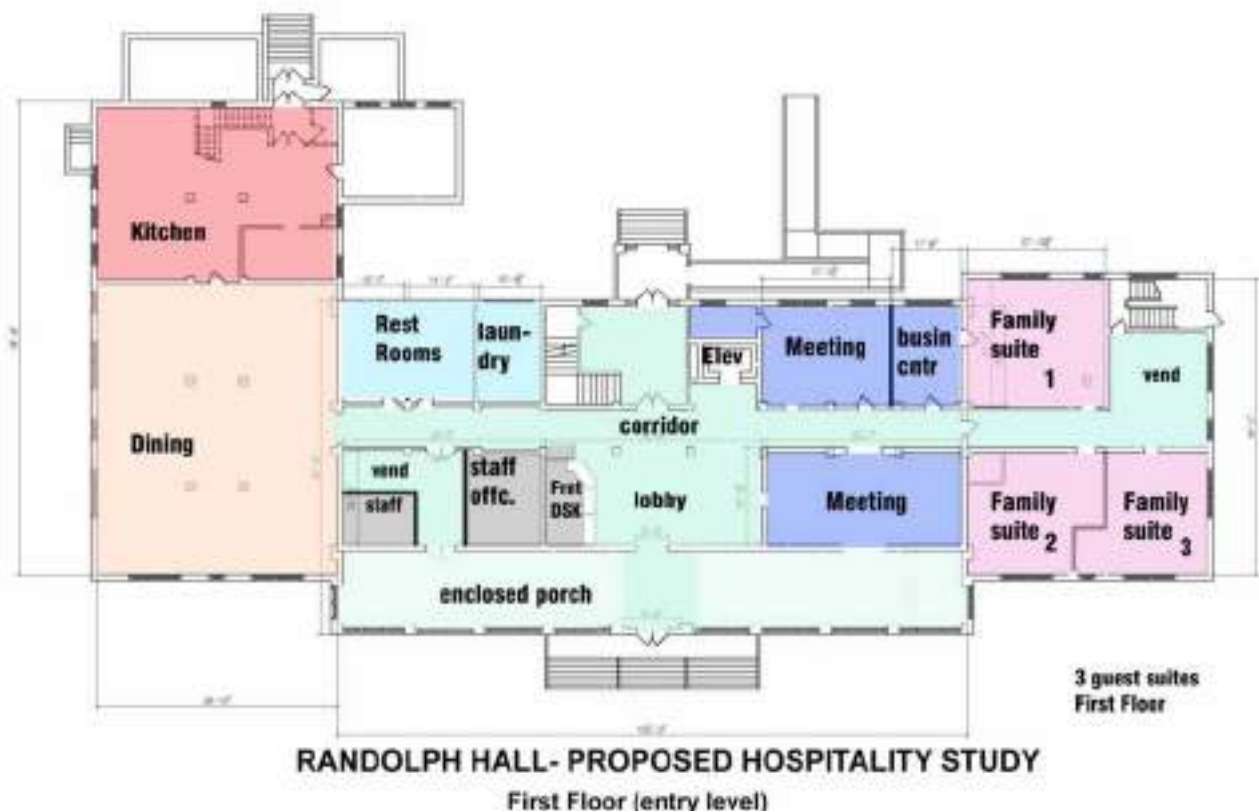 Kitchen
Rest
Rooms
laun-
dry
Elev
Meeting
busin
cntr
Family
suite
1
vend
Dining
corridor
vend
staff
staff
offc.
Frnt
DSK
lobby
Meeting
Family
suite 2
Family
suite 3
enclosed porch
3 guest suites
First Floor
RANDOLPH HALL- PROPOSED HOSPITALITY STUDY
First Floor (entry level)